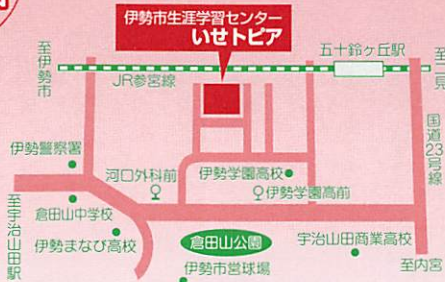 伊勢市生涯学習センター
いせトピア
五十鈴ヶ丘駅
至伊勢市
JR参宮線
至二見
国道23号線
伊勢警察署
河口外科前
伊勢学園高校
伊勢学園高前
倉田山中学校
伊勢まなび高校
至宇治山田駅
倉田山公園
宇治山田商業高校
伊勢市営球場
至内宮